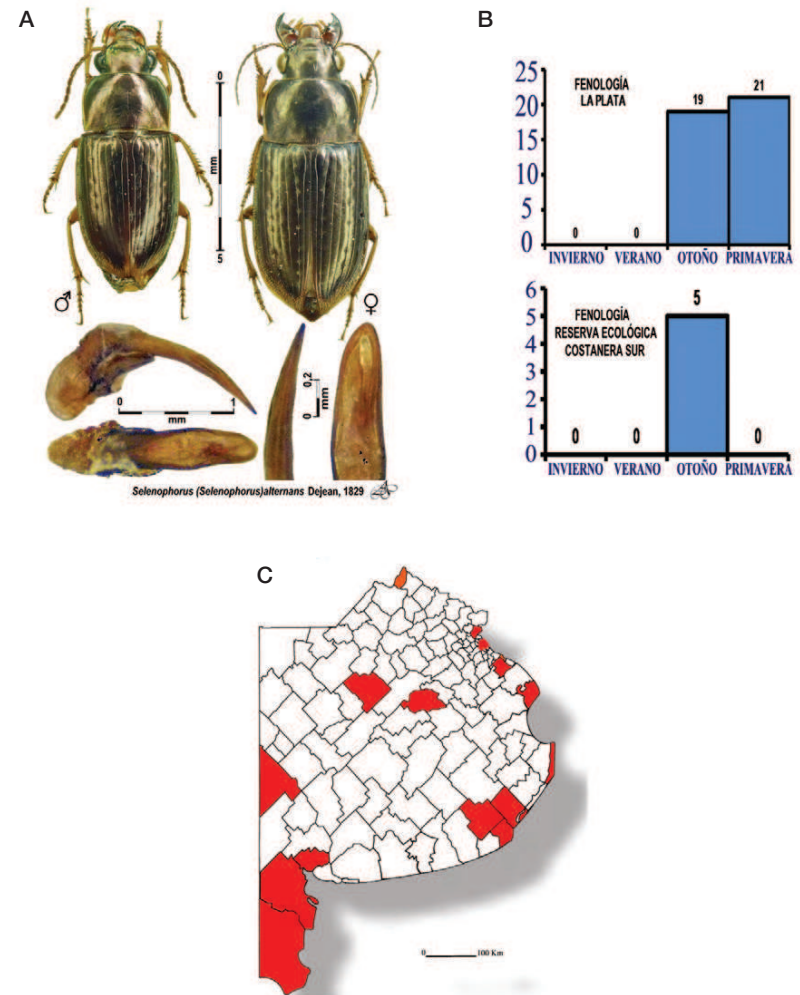 A
0
mm
5
♂
♀
0 1
mm
0,2
mm
0
Selenophorus (Selenophorus)alternans Dejean, 1829
B
FENOLOGÍA
LA PLATA
25
20
15
10
5
0
0 0 19 21
INVIERNO VERANO OTOÑO PRIMAVERA
FENOLOGÍA
RESERVA ECOLÓGICA
COSTANERA SUR
6
5
4
3
2
1
0
0 0 5 0
INVIERNO VERANO OTOÑO PRIMAVERA
C
0 100 Km